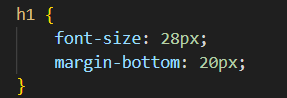 h1 {
    font-size: 28px;
    margin-bottom: 20px;
}